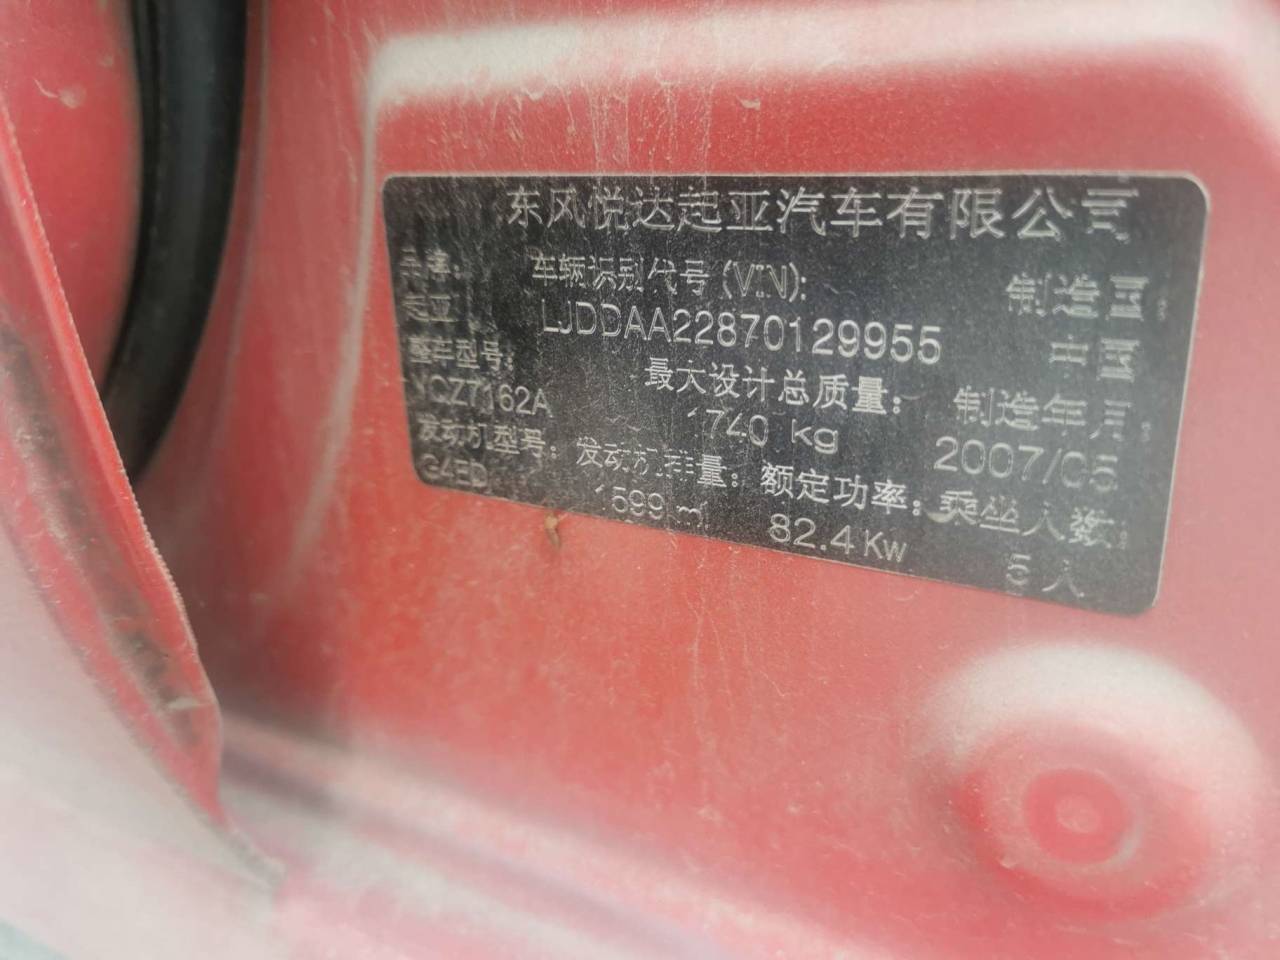 东风悦达起亚汽车有限公司
品牌: 车辆识别代号(VIN): 制造国:
起亚 LJDDAA22870129955 中国
整车型号: 最大设计总质量: 制造年月:
YQZ7162A 1740 kg 2007/05
发动机型号: 发动机排量: 额定功率: 乘坐人数:
G4ED 1599 ml 82.4Kw 5人